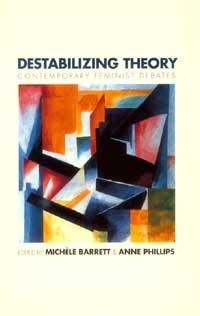 DESTABILIZING THEORY
CONTEMPORARY FEMINIST DEBATES
EDITED BY MICHÈLE BARRETT & ANNE PHILLIPS